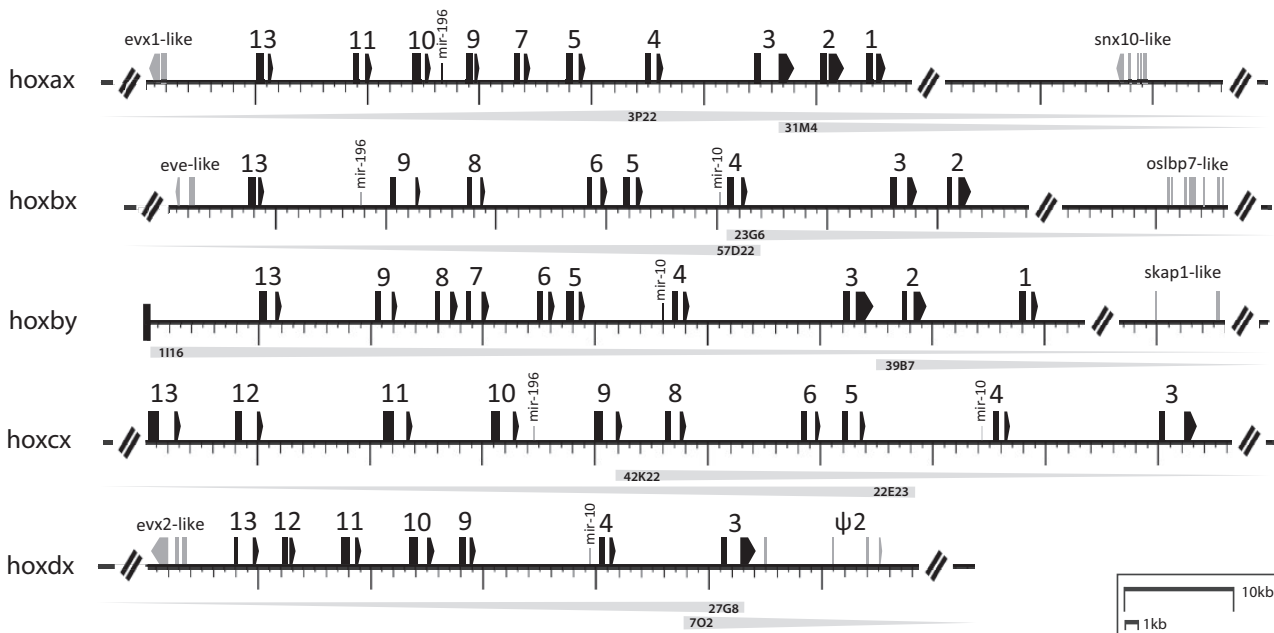 evx1-like 13 11 10 mir-196 9 7 5 4 3 2 1 snx10-like
hoxax
3P22
31M4
eve-like 13 mir-196 9 8 6 5 mir-10 4 3 2 oslbp7-like
hoxbx
23G6
57D22
13 9 8 7 6 5 mir-10 4 3 2 1 skap1-like
hoxby
1I16
39B7
13 12 11 10 mir-196 9 8 6 5 mir-10 4 3
hoxcx
42K22
22E23
evx2-like 13 12 11 10 9 mir-10 4 3 ψ2
hoxdx
27G8
7O2
10kb
1kb